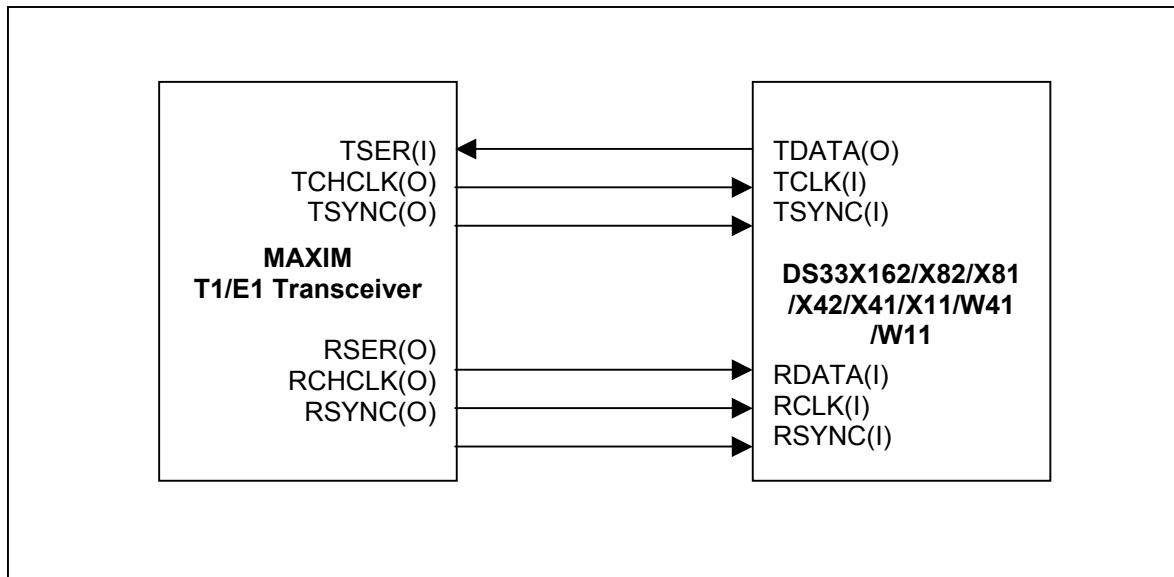 TSER(I)
TCHCLK(O)
TSYNC(O)
MAXIM
T1/E1 Transceiver
RSER(O)
RCHCLK(O)
RSYNC(O)
TDATA(O)
TCLK(I)
TSYNC(I)
DS33X162/X82/X81
/X42/X41/X11/W41
/W11
RDATA(I)
RCLK(I)
RSYNC(I)